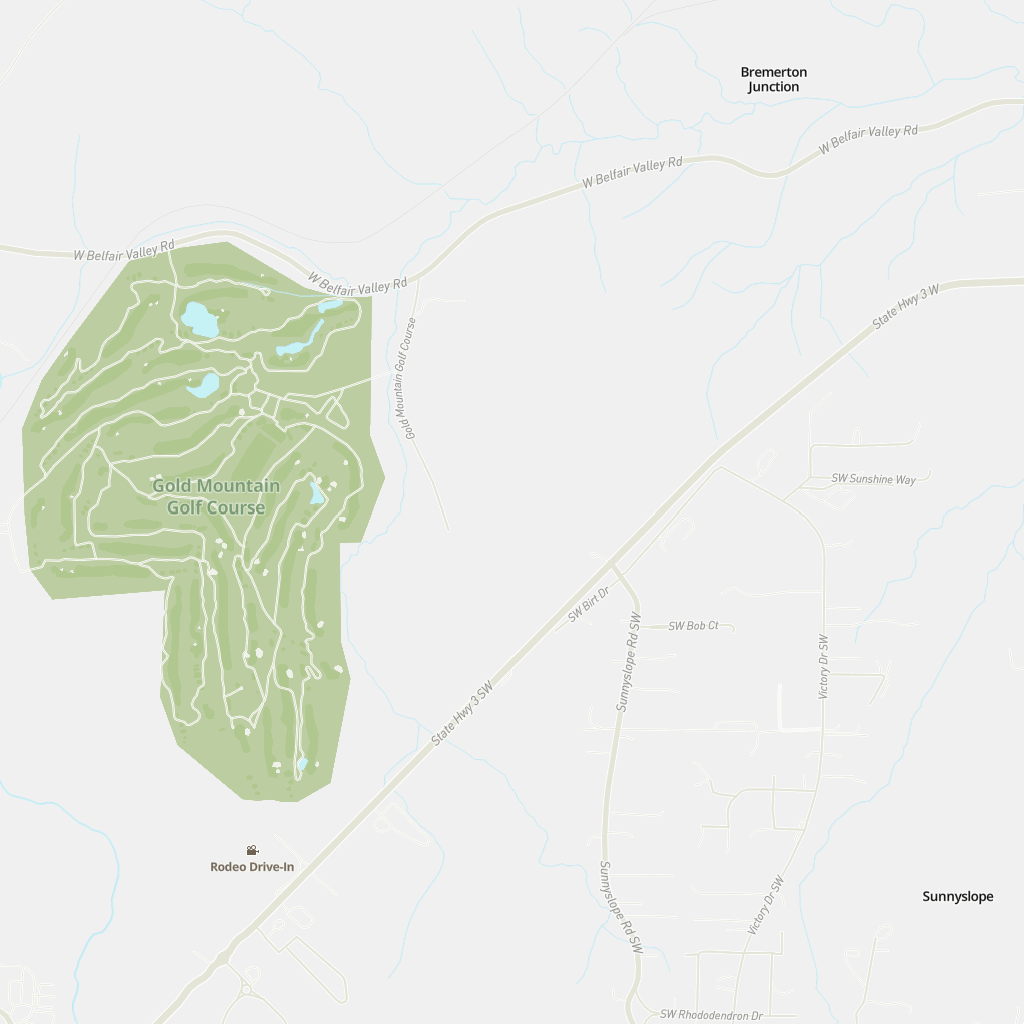 Bremerton
Junction
W Belfair Valley Rd
W Belfair Valley Rd
W Belfair Valley Rd
W Belfair Valley Rd
State Hwy 3 W
Gold Mountain Golf Course
SW Sunshine Way
Gold Mountain
Golf Course
SW Birt Dr
SW Bob Ct
Sunnyslope Rd SW
Victory Dr SW
State Hwy 3 SW
Rodeo Drive-In
Sunnyslope Rd SW
Victory Dr SW
Sunnyslope
SW Rhododendron Dr